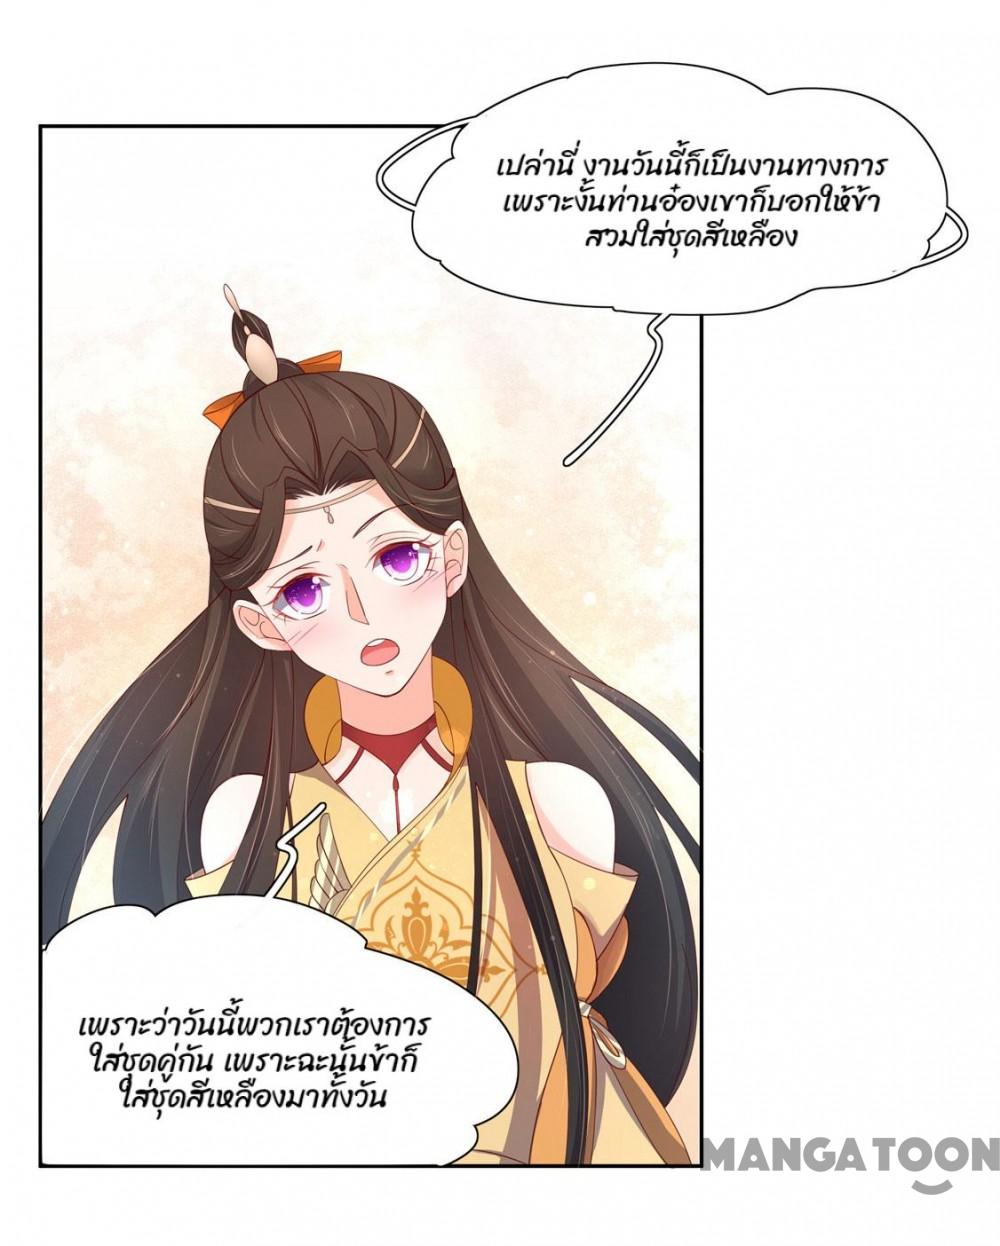 เปล่านี่ งานวันนี้ก็เป็นงานทางการ
เพราะงั้นท่านอ๋องเขาก็บอกให้ข้า
สวมใส่ชุดสีเหลือง
เพราะว่าวันนี้พวกเราต้องการ
ใส่ชุดคู่กัน เพราะฉะนั้นข้าก็
ใส่ชุดสีเหลืองมาทั้งวัน
MANGATOON